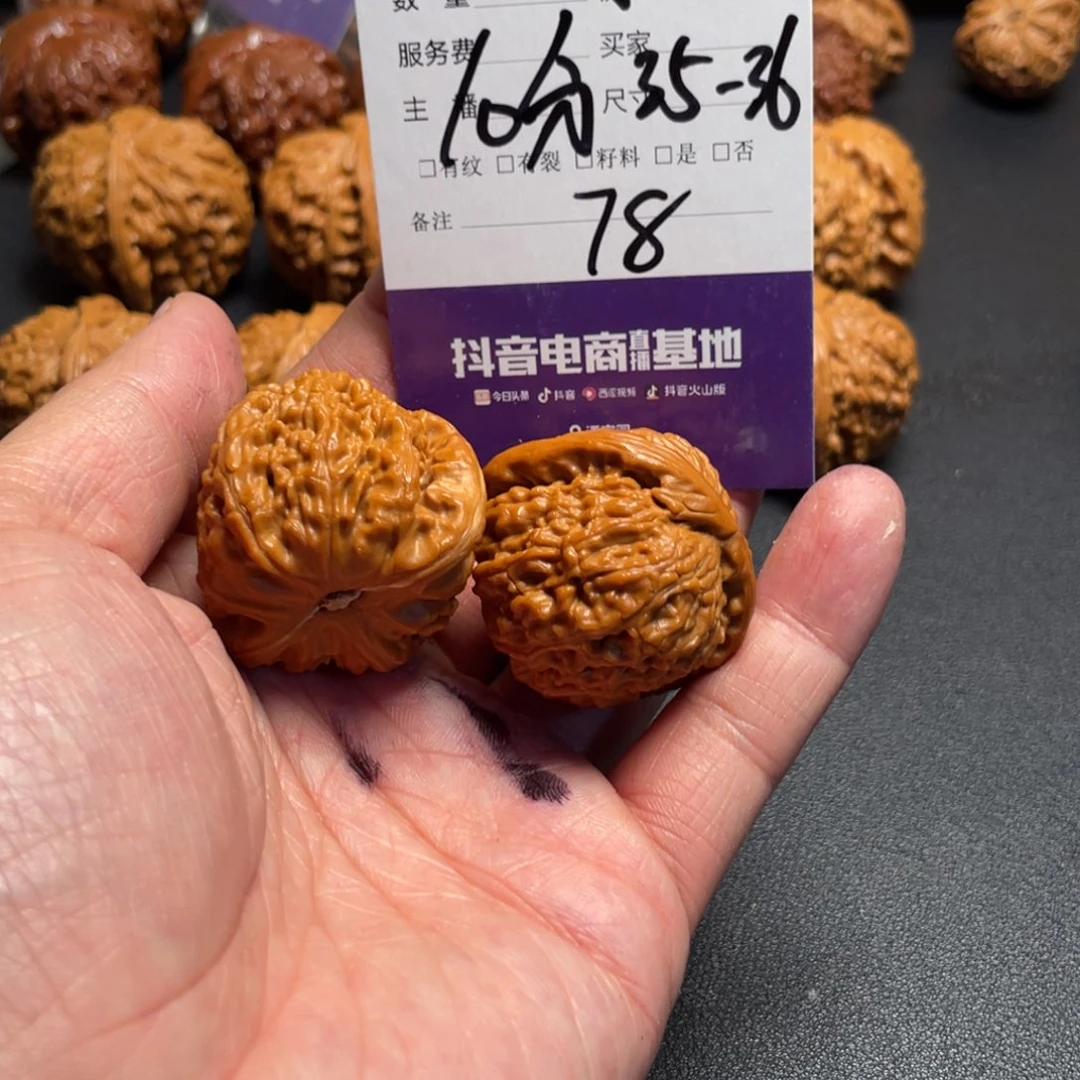 数 量
服务费 买家
主 播 尺寸
10分 35-36
□有纹 □有裂 □籽料 □是 □否
备注 78
抖音电商直播基地
今日头条 抖音 西瓜视频 抖音火山版